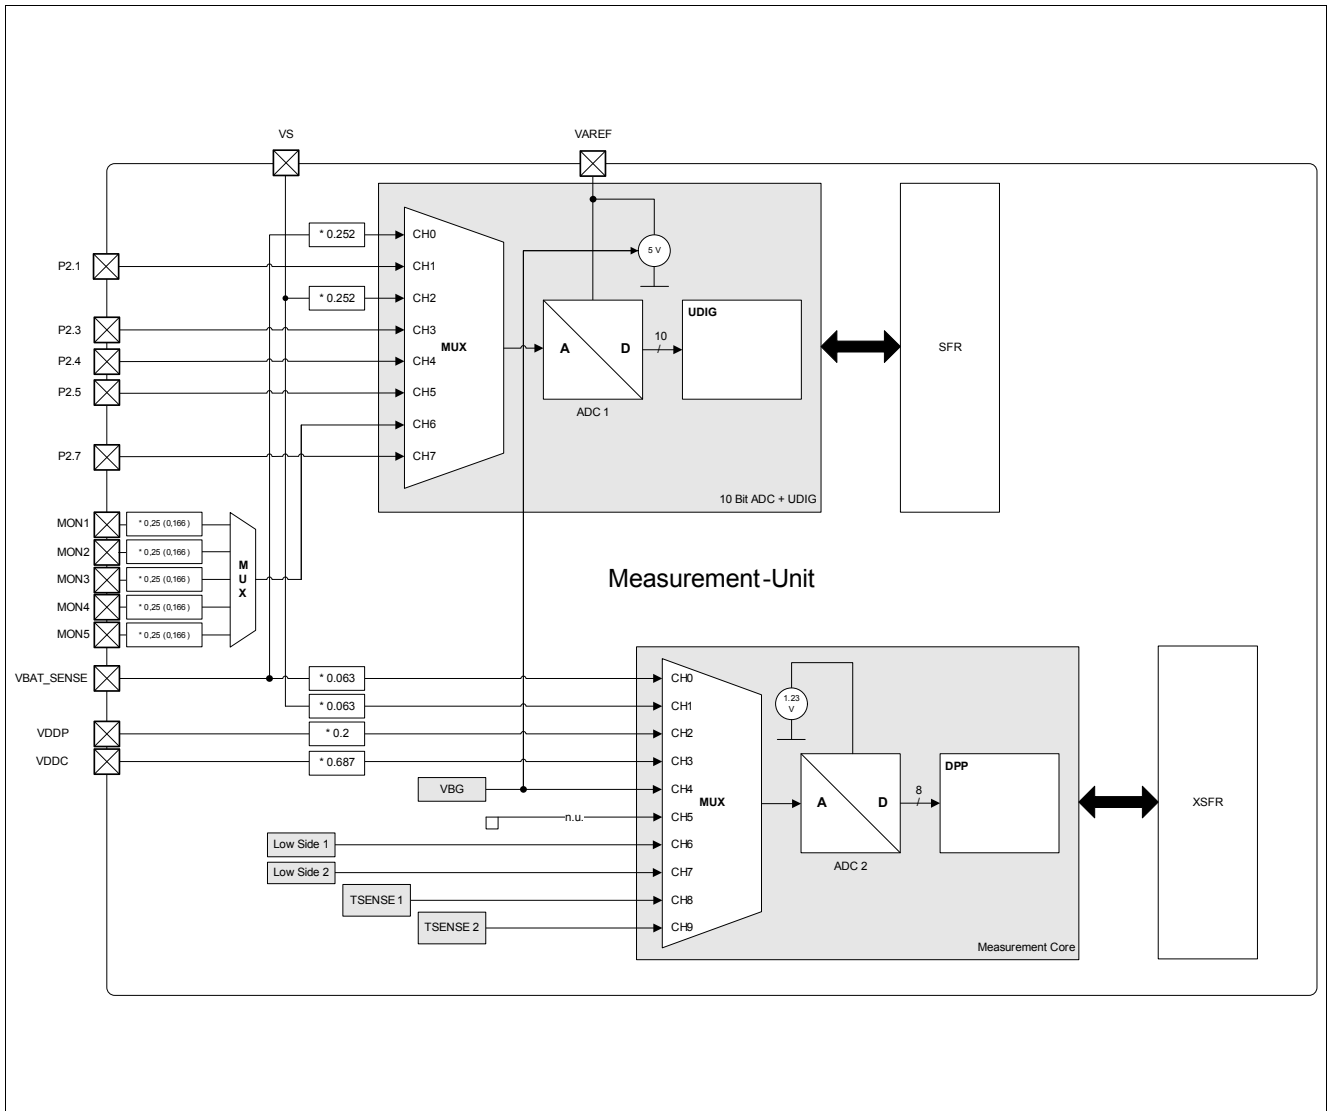 VS
VAREF
* 0.252
CH0
5 V
P2.1
CH1
* 0.252
CH2
UDIG
P2.3
CH3
10
MUX
A
D
SFR
P2.4
CH4
P2.5
CH5
ADC 1
CH6
P2.7
CH7
10 Bit ADC + UDIG
MON1
* 0,25 (0,166 )
MON2
* 0,25 (0,166 )
MON3
* 0,25 (0,166 )
MON4
* 0,25 (0,166 )
MON5
* 0,25 (0,166 )
M
U
X
Measurement-Unit
VBAT_SENSE
* 0.063
CH0
* 0.063
CH1
1.23
V
VDDP
* 0.2
CH2
VDDC
* 0.687
CH3
DPP
VBG
CH4
8
MUX
A
D
XSFR
n.u.
CH5
Low Side 1
CH6
ADC 2
Low Side 2
CH7
TSENSE 1
CH8
TSENSE 2
CH9
Measurement Core